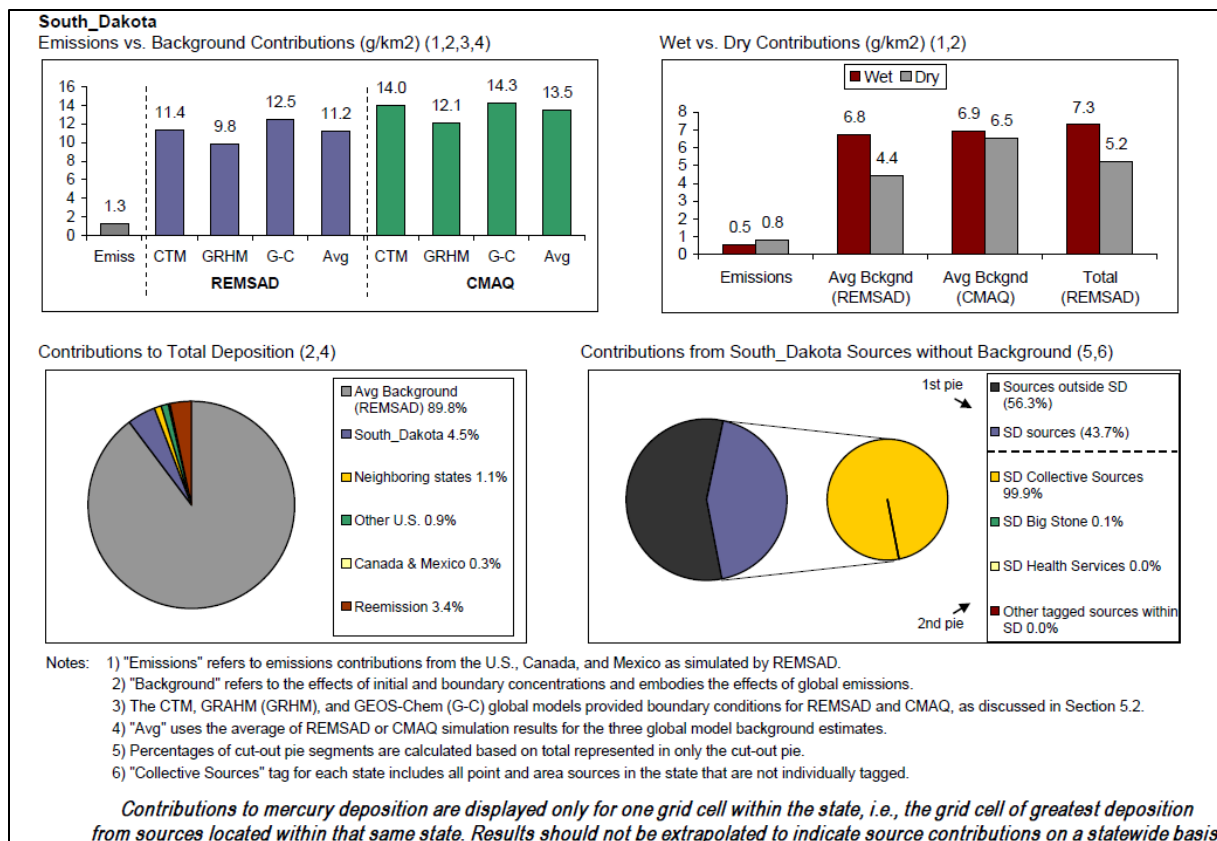 South_Dakota
Emissions vs. Background Contributions (g/km2) (1,2,3,4)
16
14
12
10
8
6
4
2
0
1.3
11.4
9.8
12.5
11.2
14.0
12.1
14.3
13.5
Emiss
CTM
GRHM
G-C
Avg
CTM
GRHM
G-C
Avg
REMSAD
CMAQ
Wet vs. Dry Contributions (g/km2) (1,2)
Wet
Dry
8
7
6
5
4
3
2
1
0
0.5
0.8
6.8
4.4
6.9
6.5
7.3
5.2
Emissions
Avg Bckgnd
(REMSAD)
Avg Bckgnd
(CMAQ)
Total
(REMSAD)
Contributions to Total Deposition (2,4)
Avg Background
(REMSAD) 89.8%
South_Dakota 4.5%
Neighboring states 1.1%
Other U.S. 0.9%
Canada & Mexico 0.3%
Reemission 3.4%
Contributions from South_Dakota Sources without Background (5,6)
1st pie
Sources outside SD
(56.3%)
SD sources (43.7%)
SD Collective Sources
99.9%
SD Big Stone 0.1%
SD Health Services 0.0%
2nd pie
Other tagged sources within
SD 0.0%
Notes: 1) "Emissions" refers to emissions contributions from the U.S., Canada, and Mexico as simulated by REMSAD.
2) "Background" refers to the effects of initial and boundary concentrations and embodies the effects of global emissions.
3) The CTM, GRAHM (GRHM), and GEOS-Chem (G-C) global models provided boundary conditions for REMSAD and CMAQ, as discussed in Section 5.2.
4) "Avg" uses the average of REMSAD or CMAQ simulation results for the three global model background estimates.
5) Percentages of cut-out pie segments are calculated based on total represented in only the cut-out pie.
6) "Collective Sources" tag for each state includes all point and area sources in the state that are not individually tagged.
Contributions to mercury deposition are displayed only for one grid cell within the state, i.e., the grid cell of greatest deposition
from sources located within that same state. Results should not be extrapolated to indicate source contributions on a statewide basis